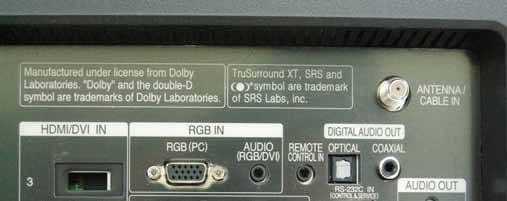 Manufactured under license from Dolby
Laboratories. "Dolby" and the double-D
symbol are trademarks of Dolby Laboratories.
TruSurround XT, SRS and
symbol are trademark
of SRS Labs, inc.
ANTENNA /
CABLE IN
HDMI/DVI IN
3
RGB IN
RGB (PC)
AUDIO
(RGB/DVI)
REMOTE
CONTROL IN
DIGITAL AUDIO OUT
OPTICAL
COAXIAL
RS-232C IN
(CONTROL & SERVICE)
AUDIO OUT